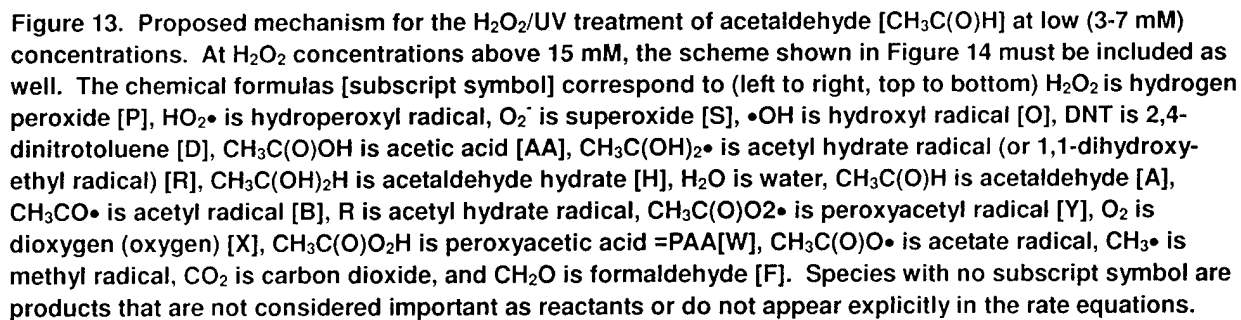 Figure 13. Proposed mechanism for the H₂O₂/UV treatment of acetaldehyde [CH₃C(O)H] at low (3-7 mM)
concentrations. At H₂O₂ concentrations above 15 mM, the scheme shown in Figure 14 must be included as
well. The chemical formulas [subscript symbol] correspond to (left to right, top to bottom) H₂O₂ is hydrogen
peroxide [P], HO₂• is hydroperoxyl radical, O₂⁻ is superoxide [S], •OH is hydroxyl radical [O], DNT is 2,4-
dinitrotoluene [D], CH₃C(O)OH is acetic acid [AA], CH₃C(OH)₂• is acetyl hydrate radical (or 1,1-dihydroxy-
ethyl radical) [R], CH₃C(OH)₂H is acetaldehyde hydrate [H], H₂O is water, CH₃C(O)H is acetaldehyde [A],
CH₃CO• is acetyl radical [B], R is acetyl hydrate radical, CH₃C(O)O2• is peroxyacetyl radical [Y], O₂ is
dioxygen (oxygen) [X], CH₃C(O)O₂H is peroxyacetic acid =PAA[W], CH₃C(O)O• is acetate radical, CH₃• is
methyl radical, CO₂ is carbon dioxide, and CH₂O is formaldehyde [F]. Species with no subscript symbol are
products that are not considered important as reactants or do not appear explicitly in the rate equations.